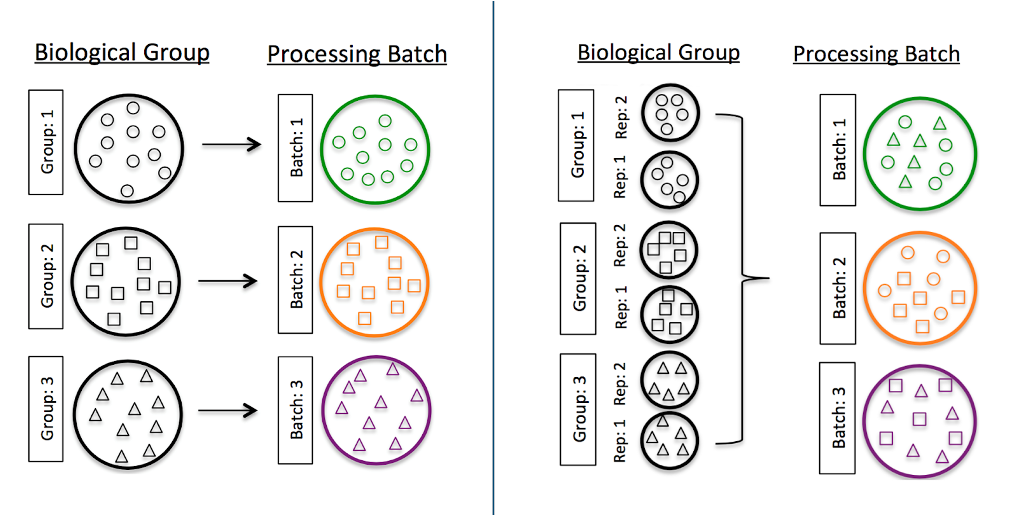 Biological Group
Processing Batch
Group: 1
Batch: 1
Group: 2
Batch: 2
Group: 3
Batch: 3
Biological Group
Processing Batch
Group: 1
Rep: 2
Rep: 1
Batch: 1
Group: 2
Rep: 2
Rep: 1
Batch: 2
Group: 3
Rep: 2
Rep: 1
Batch: 3